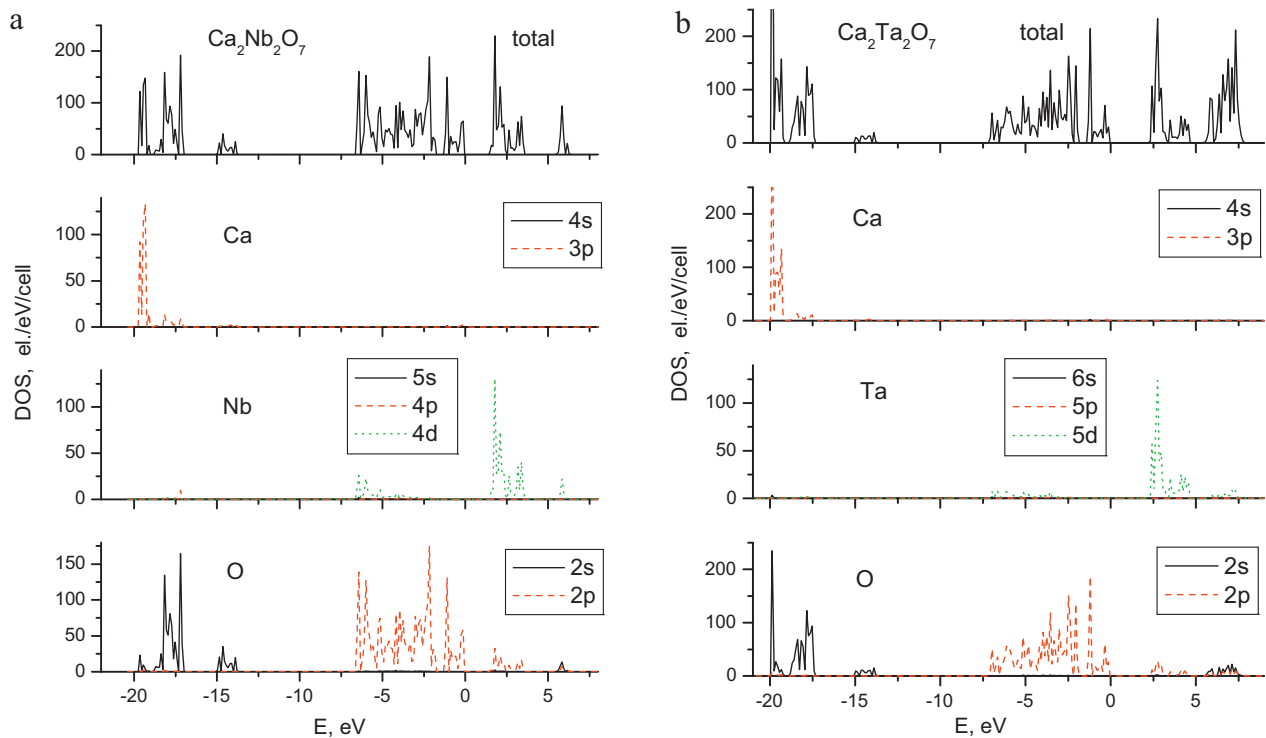 a
Ca₂Nb₂O₇
total
200
150
100
50
0
Ca
4s
3p
100
50
0
DOS, el./eV/cell
Nb
5s
4p
4d
100
50
0
O
2s
2p
150
100
50
0
-20 -15 -10 -5 0 5
E, eV
b
Ca₂Ta₂O₇
total
200
100
0
Ca
4s
3p
200
100
0
DOS, el./eV/cell
Ta
6s
5p
5d
100
50
0
O
2s
2p
200
100
0
-20 -15 -10 -5 0 5
E, eV